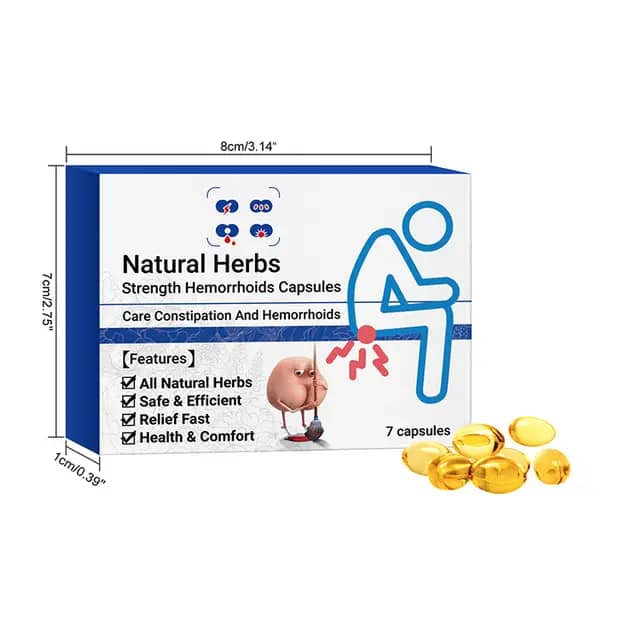 8cm/3.14"
7cm/2.75"
1cm/0.39"
Natural Herbs
Strength Hemorrhoids Capsules
Care Constipation And Hemorrhoids
【Features】
All Natural Herbs
Safe & Efficient
Relief Fast
Health & Comfort
7 capsules